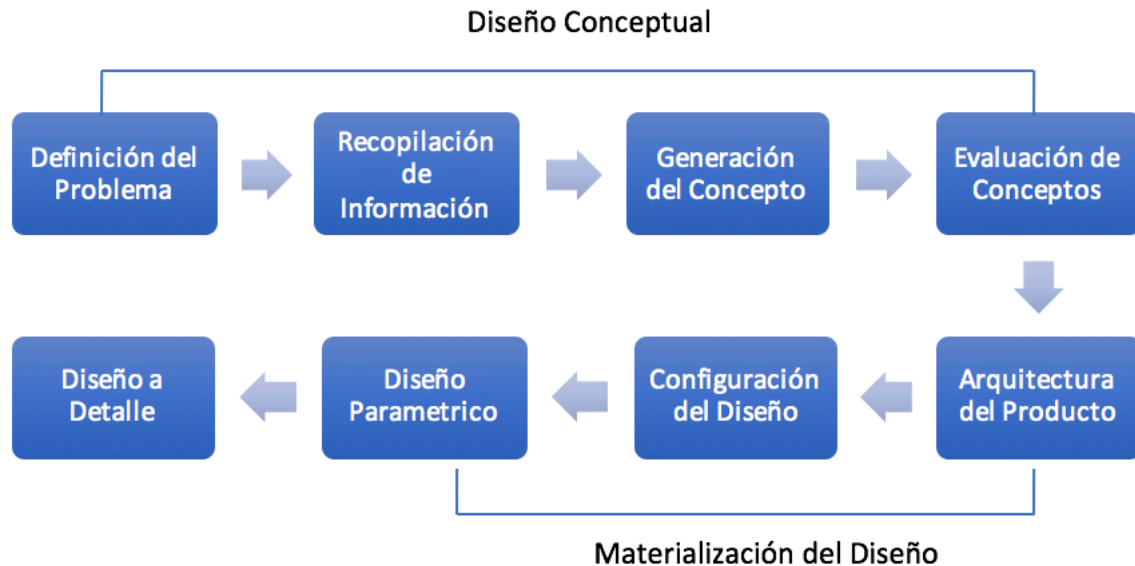 Diseño Conceptual
Definición del
Problema
Recopilación
de
Información
Generación
del Concepto
Evaluación de
Conceptos
Diseño a
Detalle
Diseño
Parametrico
Configuración
del Diseño
Arquitectura
del Producto
Materialización del Diseño